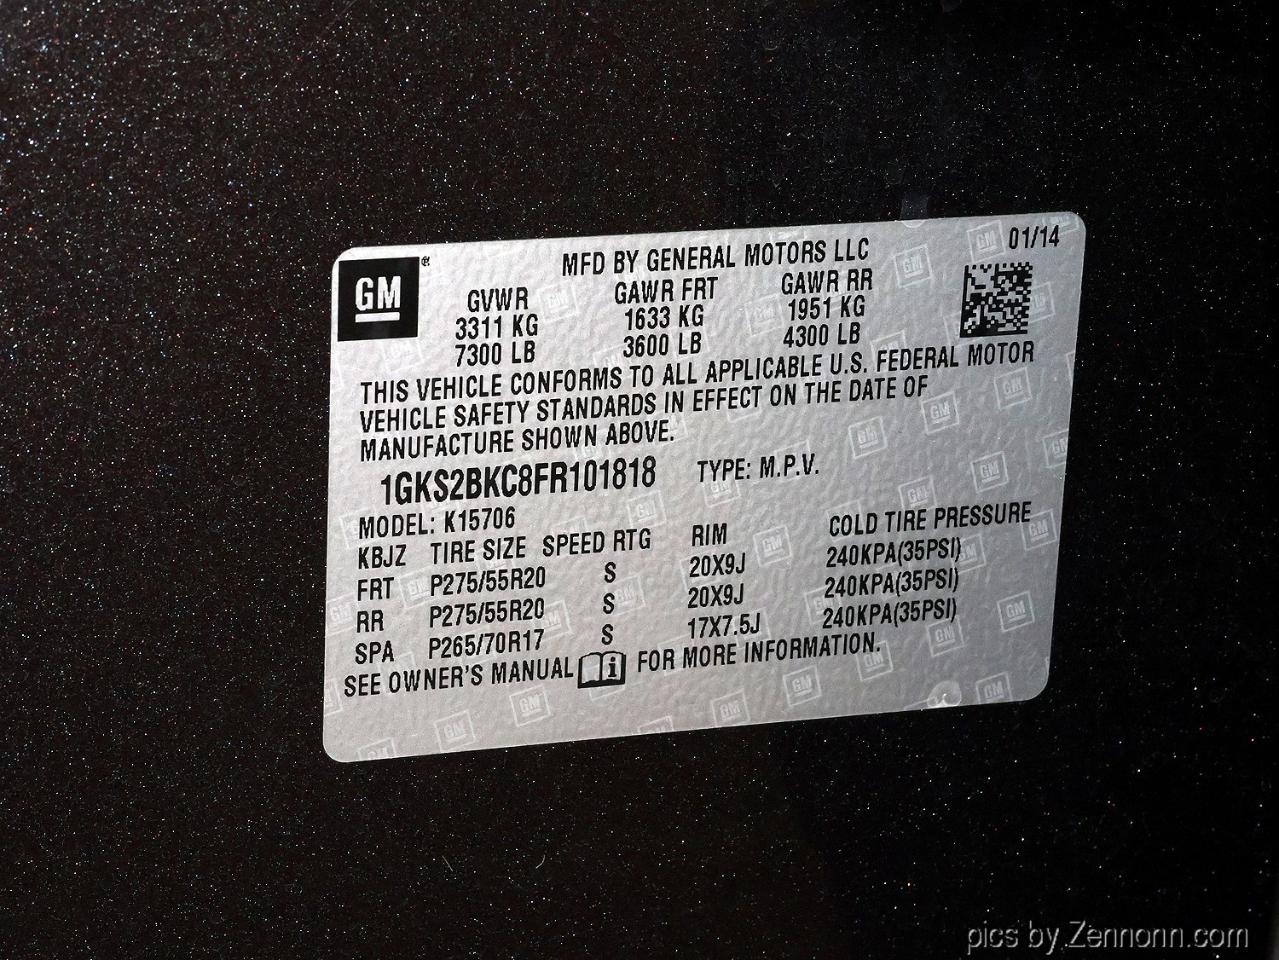 GM®
MFD BY GENERAL MOTORS LLC 01/14
GVWR GAWR FRT GAWR RR
3311 KG 1633 KG 1951 KG
7300 LB 3600 LB 4300 LB
THIS VEHICLE CONFORMS TO ALL APPLICABLE U.S. FEDERAL MOTOR
VEHICLE SAFETY STANDARDS IN EFFECT ON THE DATE OF
MANUFACTURE SHOWN ABOVE.
1GKS2BKC8FR101818 TYPE: M.P.V.
MODEL: K15706
KBJZ TIRE SIZE SPEED RTG RIM COLD TIRE PRESSURE
FRT P275/55R20 S 20X9J 240KPA(35PSI)
RR P275/55R20 S 20X9J 240KPA(35PSI)
SPA P265/70R17 S 17X7.5J 240KPA(35PSI)
SEE OWNER'S MANUAL FOR MORE INFORMATION.
pics by Zennonn.com